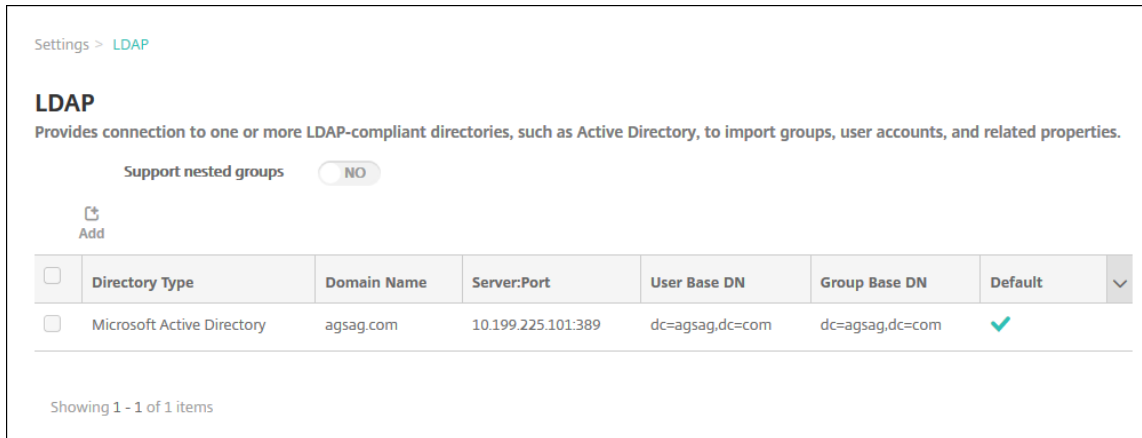 Settings > LDAP
LDAP
Provides connection to one or more LDAP-compliant directories, such as Active Directory, to import groups, user accounts, and related properties.
Support nested groups NO
Add
Directory Type Domain Name Server:Port User Base DN Group Base DN Default
Microsoft Active Directory agsag.com 10.199.225.101:389 dc=agsag,dc=com dc=agsag,dc=com
Showing 1 - 1 of 1 items